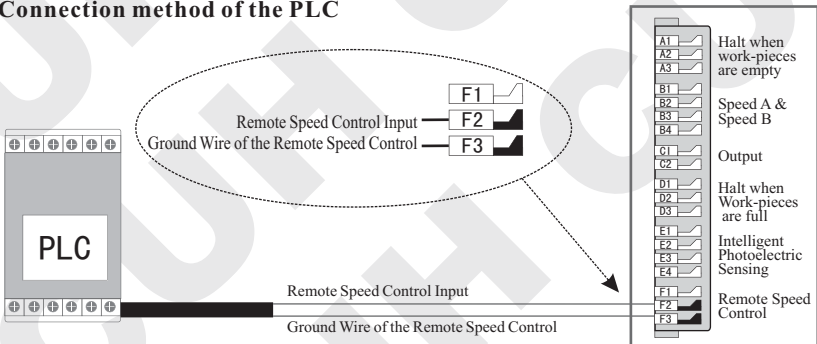 Connection method of the PLC
F1
Remote Speed Control Input
F2
Ground Wire of the Remote Speed Control
F3
PLC
Remote Speed Control Input
Ground Wire of the Remote Speed Control
A1
A2
A3
Halt when
work-pieces
are empty
B1
B2
B3
B4
Speed A &
Speed B
C1
C2
Output
D1
D2
D3
Halt when
Work-pieces
are full
E1
E2
E3
E4
Intelligent
Photoelectric
Sensing
F1
F2
F3
Remote Speed
Control